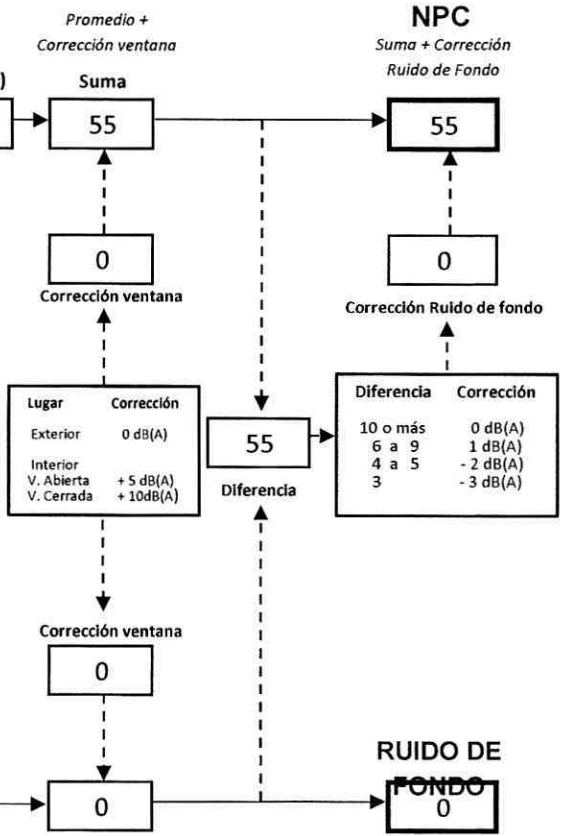 Promedio +
Corrección ventana
NPC
Suma + Corrección
Ruido de Fondo
)
Suma
55
55
0
0
Corrección ventana
Corrección Ruido de fondo
Lugar Corrección
Exterior 0 dB(A)
Interior
V. Abierta + 5 dB(A)
V. Cerrada + 10dB(A)
55
Diferencia
Diferencia Corrección
10 o más 0 dB(A)
6 a 9 1 dB(A)
4 a 5 - 2 dB(A)
3 - 3 dB(A)
Corrección ventana
0
RUIDO DE
FONDO
0
0